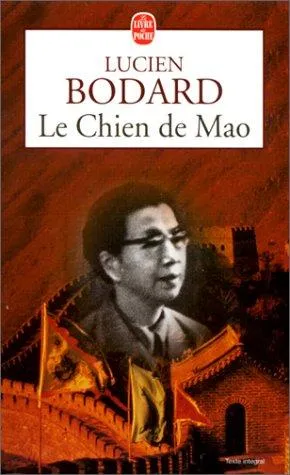 LE LIVRE DE POCHE
LUCIEN
BODARD
Le Chien de Mao
Texte intégral